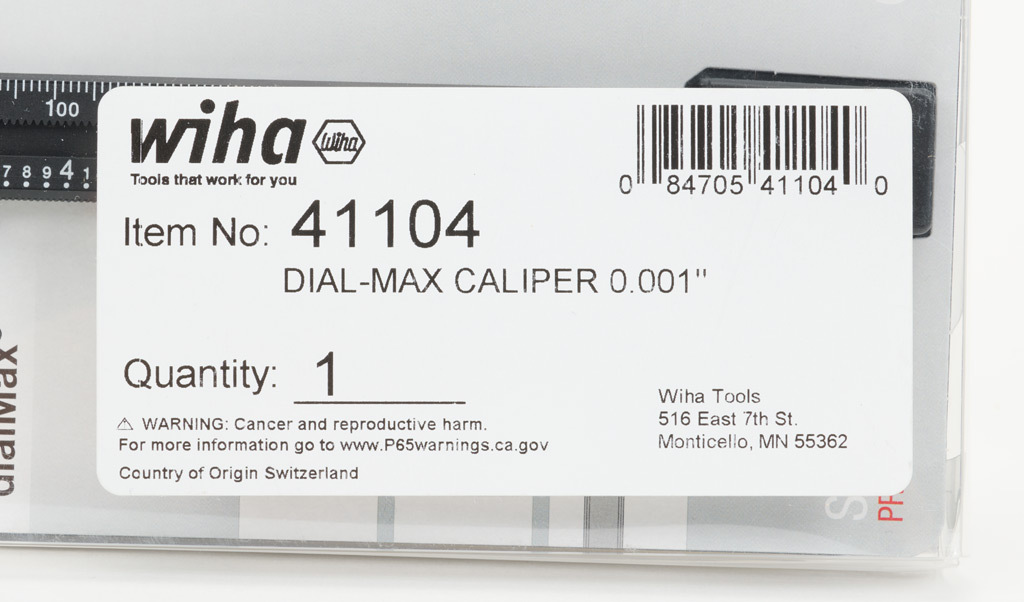 100
7 8 9 4 1
wiha wiha
Tools that work for you
0 84705 41104 0
Item No: 41104
DIAL-MAX CALIPER 0.001"
Quantity: 1
⚠ WARNING: Cancer and reproductive harm.
For more information go to www.P65warnings.ca.gov
Country of Origin Switzerland
Wiha Tools
516 East 7th St.
Monticello, MN 55362
dialMax
S
PR